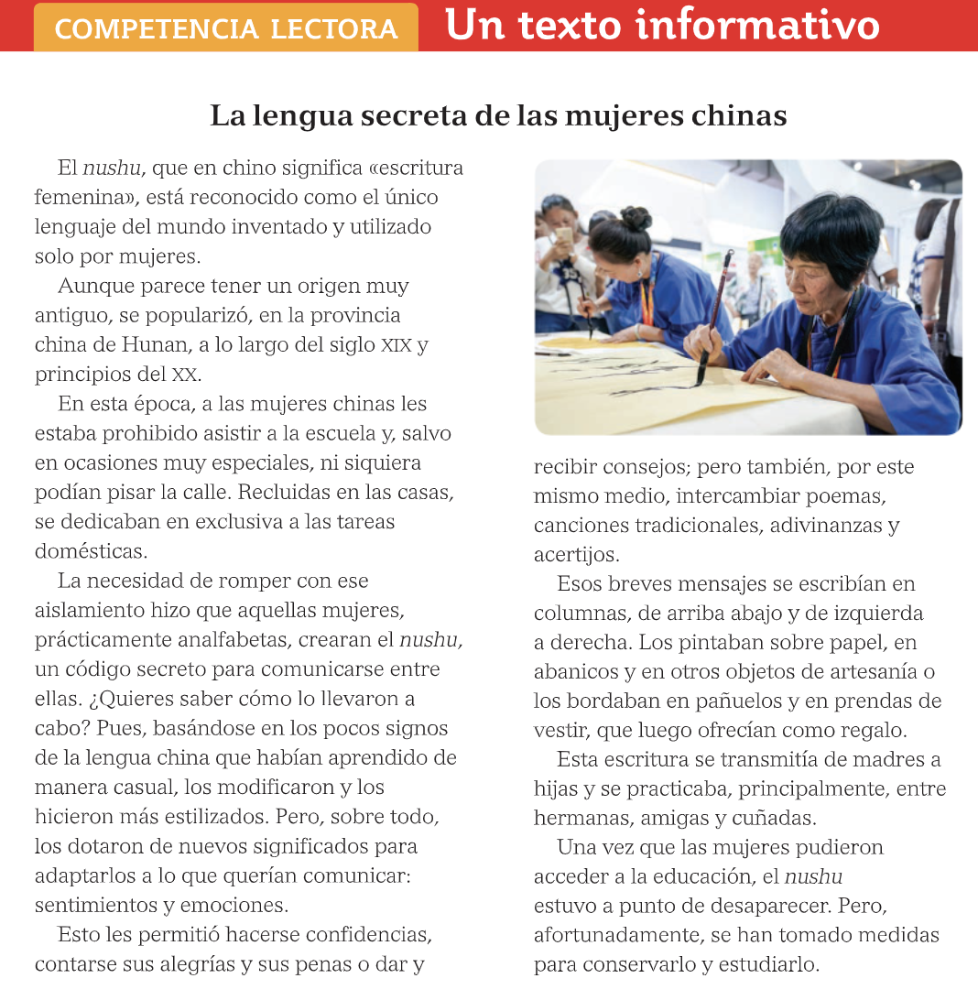 COMPETENCIA LECTORA
Un texto informativo
La lengua secreta de las mujeres chinas
El nushu, que en chino significa «escritura
femenina», está reconocido como el único
lenguaje del mundo inventado y utilizado
solo por mujeres.
Aunque parece tener un origen muy
antiguo, se popularizó, en la provincia
china de Hunan, a lo largo del siglo XIX y
principios del XX.
En esta época, a las mujeres chinas les
estaba prohibido asistir a la escuela y, salvo
en ocasiones muy especiales, ni siquiera
podían pisar la calle. Recluidas en las casas,
se dedicaban en exclusiva a las tareas
domésticas.
La necesidad de romper con ese
aislamiento hizo que aquellas mujeres,
prácticamente analfabetas, crearan el nushu,
un código secreto para comunicarse entre
ellas. ¿Quieres saber cómo lo llevaron a
cabo? Pues, basándose en los pocos signos
de la lengua china que habían aprendido de
manera casual, los modificaron y los
hicieron más estilizados. Pero, sobre todo,
los dotaron de nuevos significados para
adaptarlos a lo que querían comunicar:
sentimientos y emociones.
Esto les permitió hacerse confidencias,
contarse sus alegrías y sus penas o dar y
recibir consejos; pero también, por este
mismo medio, intercambiar poemas,
canciones tradicionales, adivinanzas y
acertijos.
Esos breves mensajes se escribían en
columnas, de arriba abajo y de izquierda
a derecha. Los pintaban sobre papel, en
abanicos y en otros objetos de artesanía o
los bordaban en pañuelos y en prendas de
vestir, que luego ofrecían como regalo.
Esta escritura se transmitía de madres a
hijas y se practicaba, principalmente, entre
hermanas, amigas y cuñadas.
Una vez que las mujeres pudieron
acceder a la educación, el nushu
estuvo a punto de desaparecer. Pero,
afortunadamente, se han tomado medidas
para conservarlo y estudiarlo.